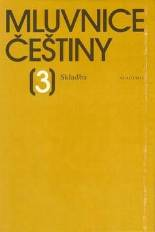 MLUVNICE
ČEŠTINY
(3) Skladba
ACADEMIA